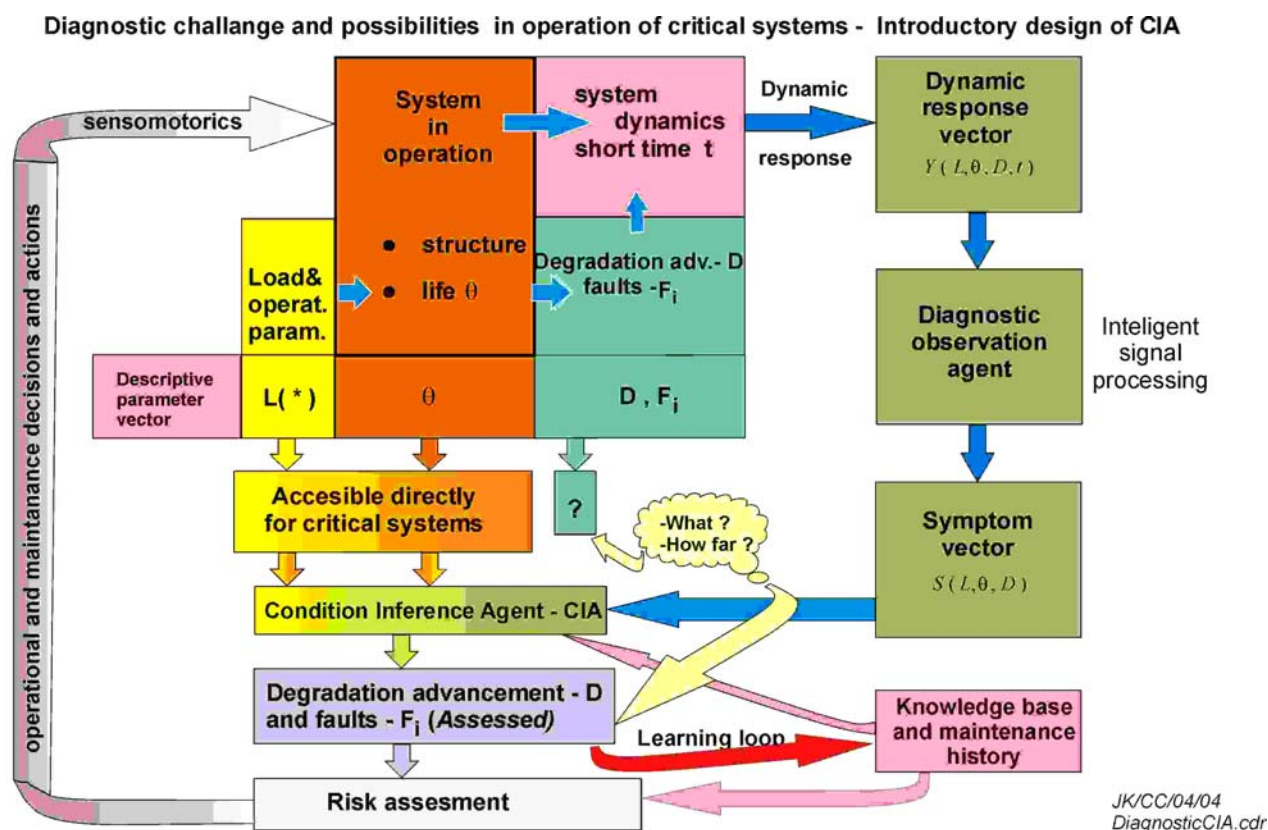 Diagnostic challange and possibilities in operation of critical systems - Introductory design of CIA
operational and maintanance decisions and actions
sensomotorics
System
in
operation
• structure
• life θ
system
dynamics
short time t
Dynamic
response
Dynamic
response
vector
Y( L,θ,D,t )
Load&
operat.
param.
Degradation adv.- D
faults -Fi
Diagnostic
observation
agent
Inteligent
signal
processing
Descriptive
parameter
vector
L( * )
θ
D , Fi
Accesible directly
for critical systems
?
-What ?
-How far ?
Symptom
vector
S( L,θ, D )
Condition Inference Agent - CIA
Degradation advancement - D
and faults - Fi (Assessed)
Learning loop
Knowledge base
and maintenance
history
Risk assesment
JK/CC/04/04
DiagnosticCIA.cdr